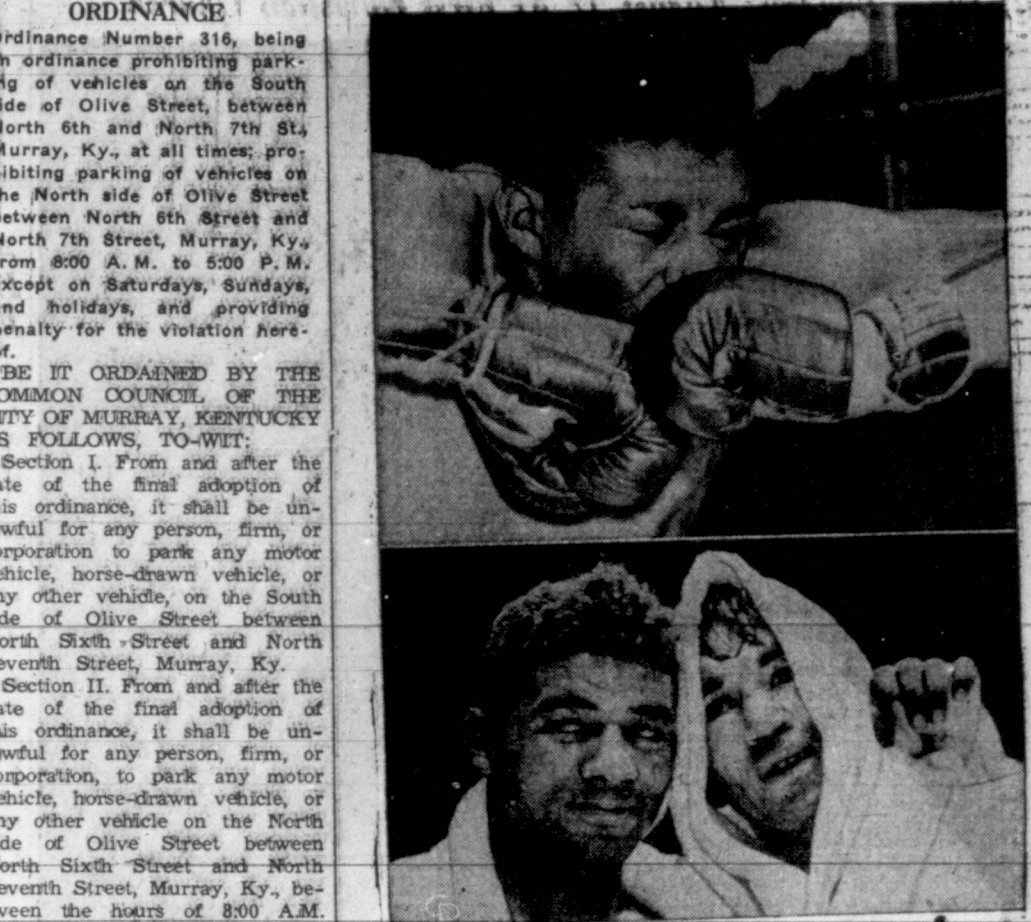 ORDINANCE
rdinance Number 316, being
n ordinance prohibiting park-
ng of vehicles on the South
ide of Olive Street, between
orth 6th and North 7th St.,
urray, Ky., at all times; pro-
ibiting parking of vehicles on
he North side of Olive Street
etween North 6th Street and
orth 7th Street, Murray, Ky.,
rom 8:00 A. M. to 5:00 P. M.
xcept on Saturdays, Sundays,
nd holidays, and providing
enalty for the violation here-
f.
BE IT ORDAINED BY THE
OMMON COUNCIL OF THE
ITY OF MURRAY, KENTUCKY
S FOLLOWS, TO-WIT:
Section I. From and after the
ate of the final adoption of
is ordinance, it shall be un-
wful for any person, firm, or
orporation to park any motor
ehicle, horse-drawn vehicle, or
ny other vehicle, on the South
de of Olive Street between
orth Sixth Street and North
eventh Street, Murray, Ky.
Section II. From and after the
ate of the final adoption of
is ordinance, it shall be un-
wful for any person, firm, or
orporation, to park any motor
ehicle, horse-drawn vehicle, or
ny other vehicle on the North
de of Olive Street between
orth Sixth Street and North
eventh Street, Murray, Ky., be-
ween the hours of 8:00 A.M.